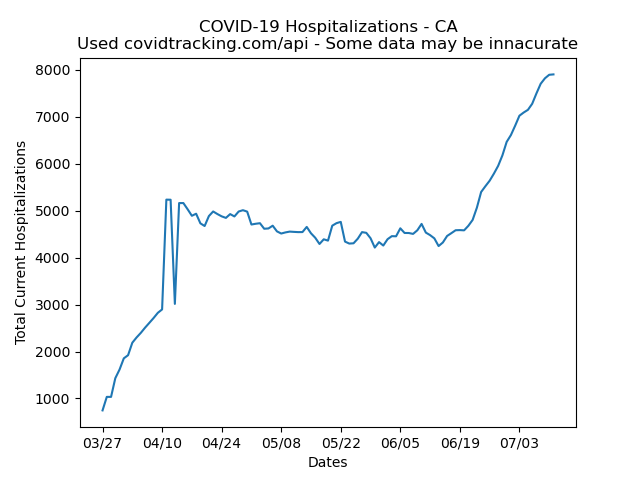 COVID-19 Hospitalizations - CA
Used covidtracking.com/api - Some data may be innacurate
8000
7000
6000
5000
4000
3000
2000
1000
Total Current Hospitalizations
03/27 04/10 04/24 05/08 05/22 06/05 06/19 07/03
Dates